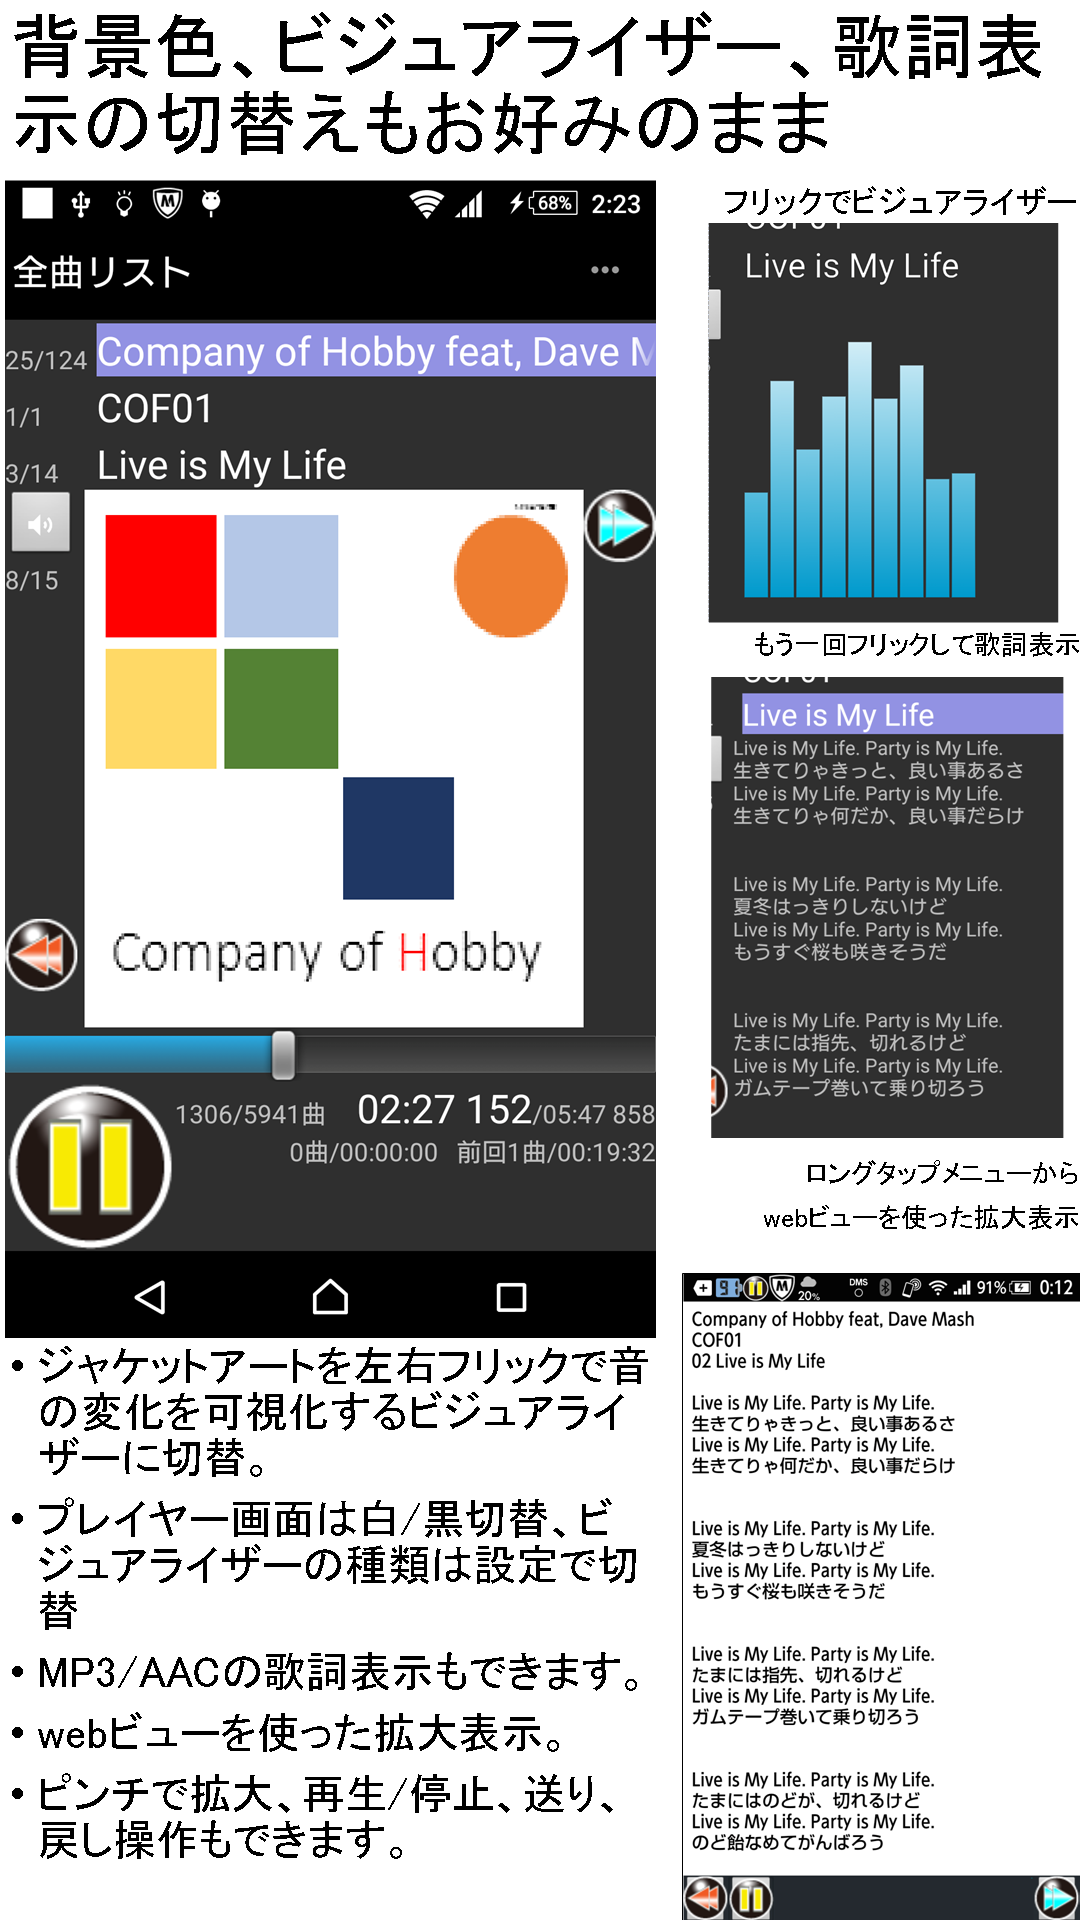 背景色、ビジュアライザー、歌詞表
示の切替えもお好みのまま
68% 2:23
全曲リスト
25/124 Company of Hobby feat, Dave M
1/1 COF01
3/14 Live is My Life
8/15
Company of Hobby
1306/5941曲 02:27 152/05:47 858
0曲/00:00:00 前回1曲/00:19:32
フリックでビジュアライザー
COF01
Live is My Life
もう一回フリックして歌詞表示
COF01
Live is My Life
Live is My Life. Party is My Life.
生きてりゃきっと、良い事あるさ
Live is My Life. Party is My Life.
生きてりゃ何だか、良い事だらけ
Live is My Life. Party is My Life.
夏冬はっきりしないけど
Live is My Life. Party is My Life.
もうすぐ桜も咲きそうだ
Live is My Life. Party is My Life.
たまには指先、切れるけど
Live is My Life. Party is My Life.
ガムテープ巻いて乗り切ろう
ロングタップメニューから
webビューを使った拡大表示
91 20% DMS 91% 0:12
Company of Hobby feat, Dave Mash
COF01
02 Live is My Life
Live is My Life. Party is My Life.
生きてりゃきっと、良い事あるさ
Live is My Life. Party is My Life.
生きてりゃ何だか、良い事だらけ
Live is My Life. Party is My Life.
夏冬はっきりしないけど
Live is My Life. Party is My Life.
もうすぐ桜も咲きそうだ
Live is My Life. Party is My Life.
たまには指先、切れるけど
Live is My Life. Party is My Life.
ガムテープ巻いて乗り切ろう
Live is My Life. Party is My Life.
たまにはのどが、切れるけど
Live is My Life. Party is My Life.
のど飴なめてがんばろう
• ジャケットアートを左右フリックで音
の変化を可視化するビジュアライ
ザーに切替。
• プレイヤー画面は白/黒切替、ビ
ジュアライザーの種類は設定で切
替
• MP3/AACの歌詞表示もできます。
• webビューを使った拡大表示。
• ピンチで拡大、再生/停止、送り、
戻し操作もできます。